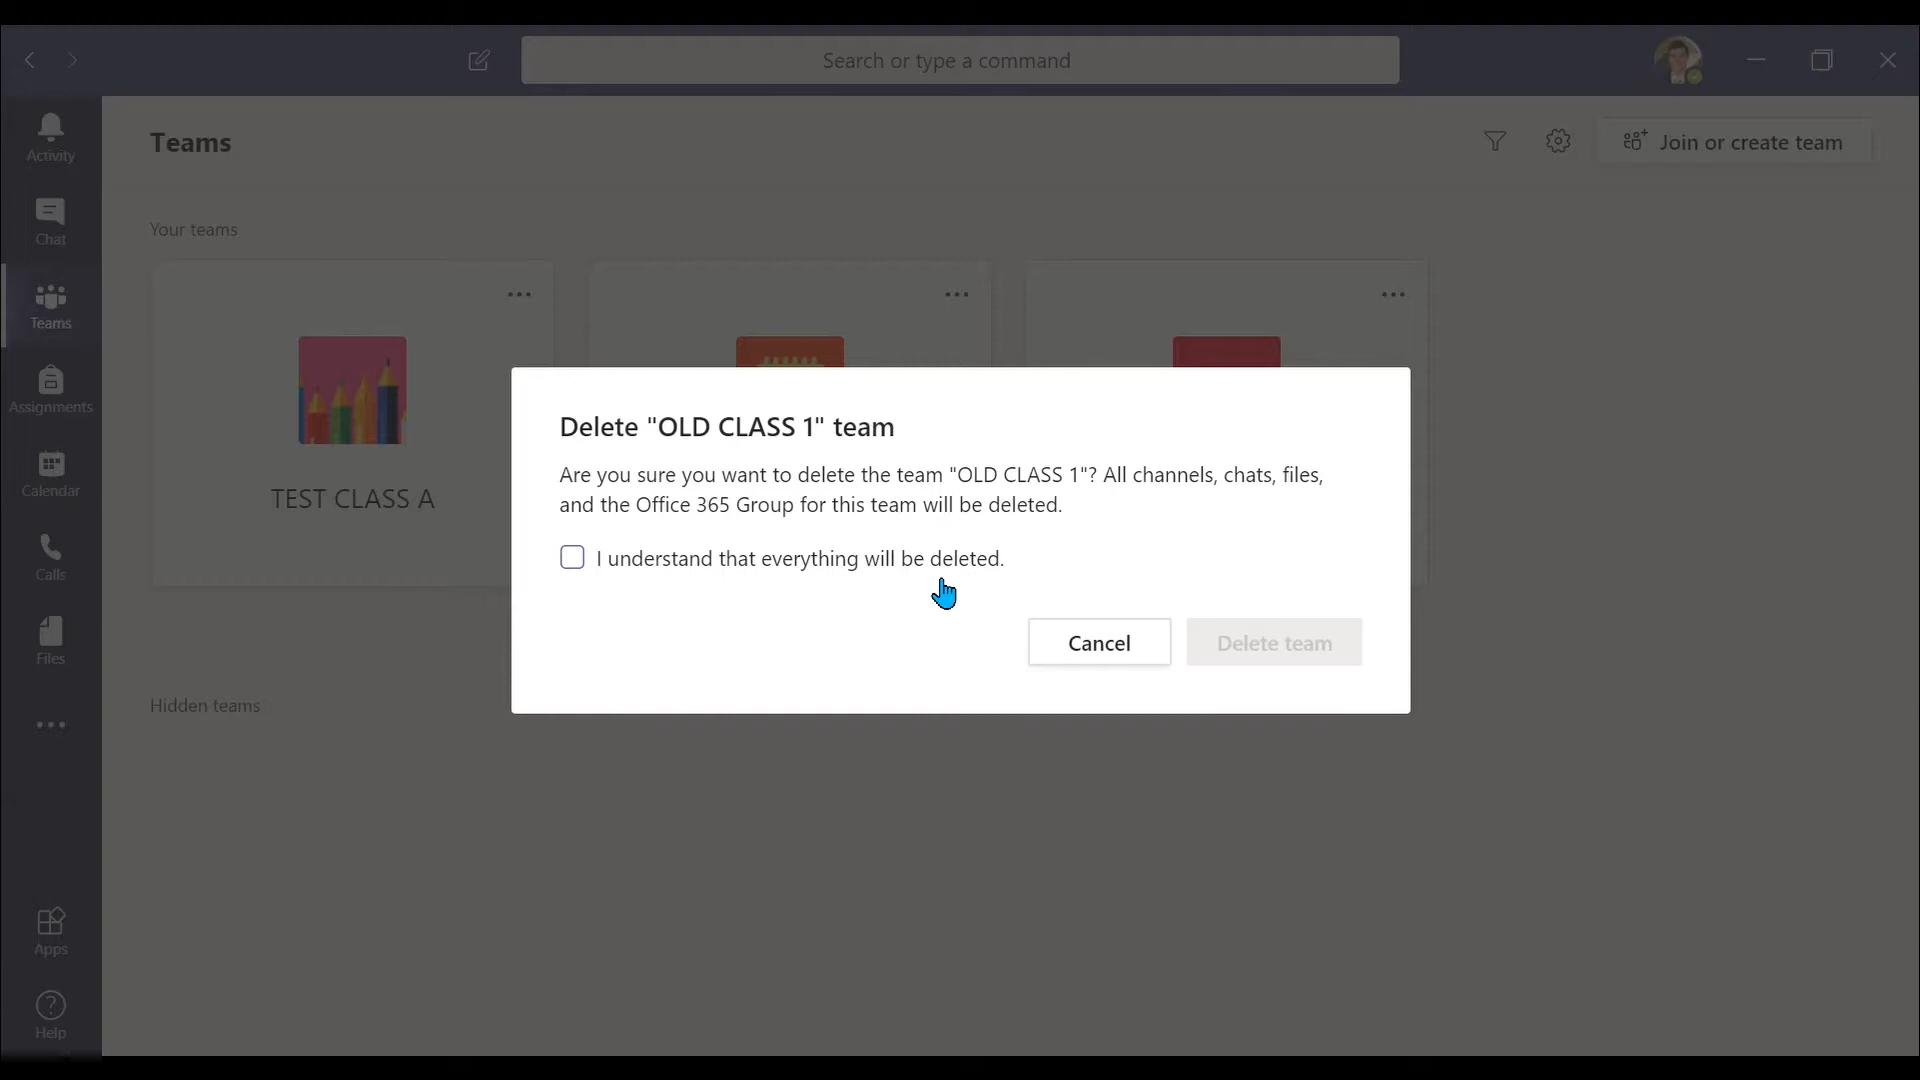 Search or type a command
Activity
Chat
Teams
Assignments
Calendar
Calls
Files
Apps
Help
Teams
Join or create team
Your teams
TEST CLASS A
Hidden teams
Delete "OLD CLASS 1" team
Are you sure you want to delete the team "OLD CLASS 1"? All channels, chats, files,
and the Office 365 Group for this team will be deleted.
I understand that everything will be deleted.
Cancel
Delete team